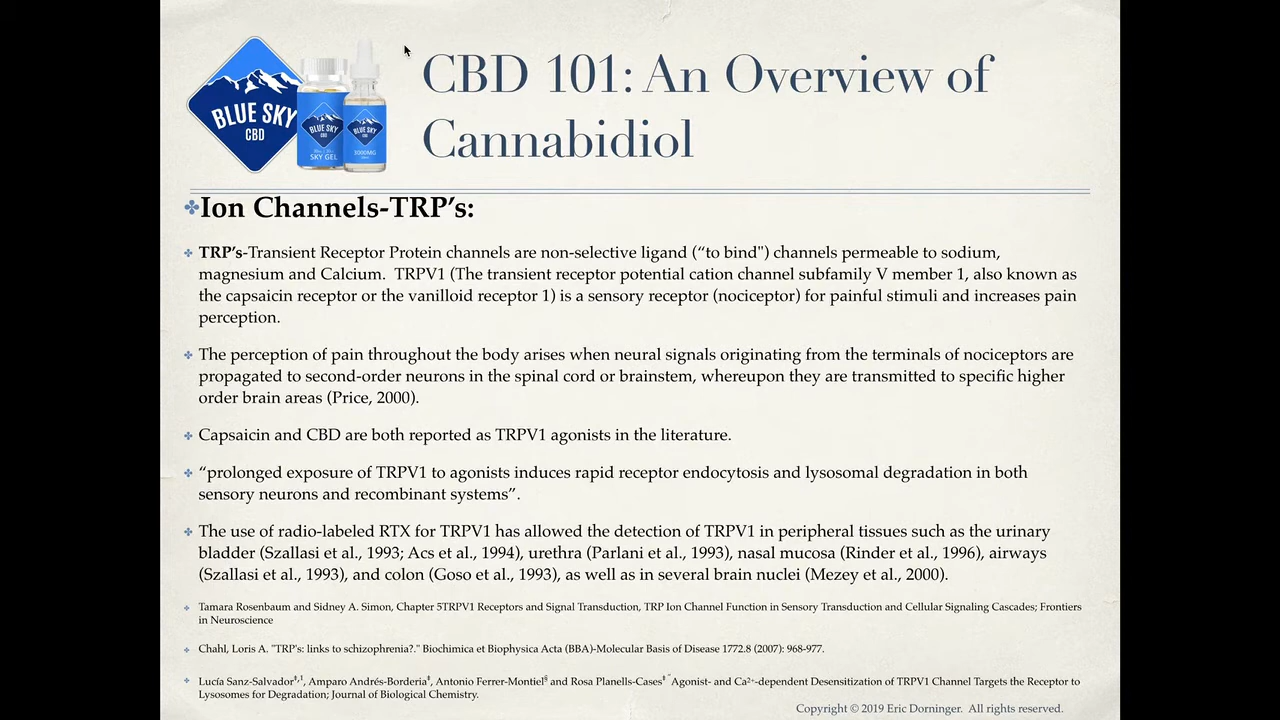 CBD 101: An Overview of
Cannabidiol
BLUE SKY
CBD
BLUE SKY
CBD
SKY GEL
BLUE SKY
3000MG
Ion Channels-TRP’s:
TRP’s-Transient Receptor Protein channels are non-selective ligand (“to bind") channels permeable to sodium,
magnesium and Calcium. TRPV1 (The transient receptor potential cation channel subfamily V member 1, also known as
the capsaicin receptor or the vanilloid receptor 1) is a sensory receptor (nociceptor) for painful stimuli and increases pain
perception.
The perception of pain throughout the body arises when neural signals originating from the terminals of nociceptors are
propagated to second-order neurons in the spinal cord or brainstem, whereupon they are transmitted to specific higher
order brain areas (Price, 2000).
Capsaicin and CBD are both reported as TRPV1 agonists in the literature.
“prolonged exposure of TRPV1 to agonists induces rapid receptor endocytosis and lysosomal degradation in both
sensory neurons and recombinant systems”.
The use of radio-labeled RTX for TRPV1 has allowed the detection of TRPV1 in peripheral tissues such as the urinary
bladder (Szallasi et al., 1993; Acs et al., 1994), urethra (Parlani et al., 1993), nasal mucosa (Rinder et al., 1996), airways
(Szallasi et al., 1993), and colon (Goso et al., 1993), as well as in several brain nuclei (Mezey et al., 2000).
Tamara Rosenbaum and Sidney A. Simon, Chapter 5TRPV1 Receptors and Signal Transduction, TRP Ion Channel Function in Sensory Transduction and Cellular Signaling Cascades; Frontiers
in Neuroscience
Chahl, Loris A. "TRP's: links to schizophrenia?." Biochimica et Biophysica Acta (BBA)-Molecular Basis of Disease 1772.8 (2007): 968-977.
Lucía Sanz-Salvador‡,1, Amparo Andrés-Borderia‡, Antonio Ferrer-Montiel§ and Rosa Planells-Cases‡ "Agonist- and Ca2+-dependent Desensitization of TRPV1 Channel Targets the Receptor to
Lysosomes for Degradation; Journal of Biological Chemistry.
Copyright © 2019 Eric Dorninger. All rights reserved.